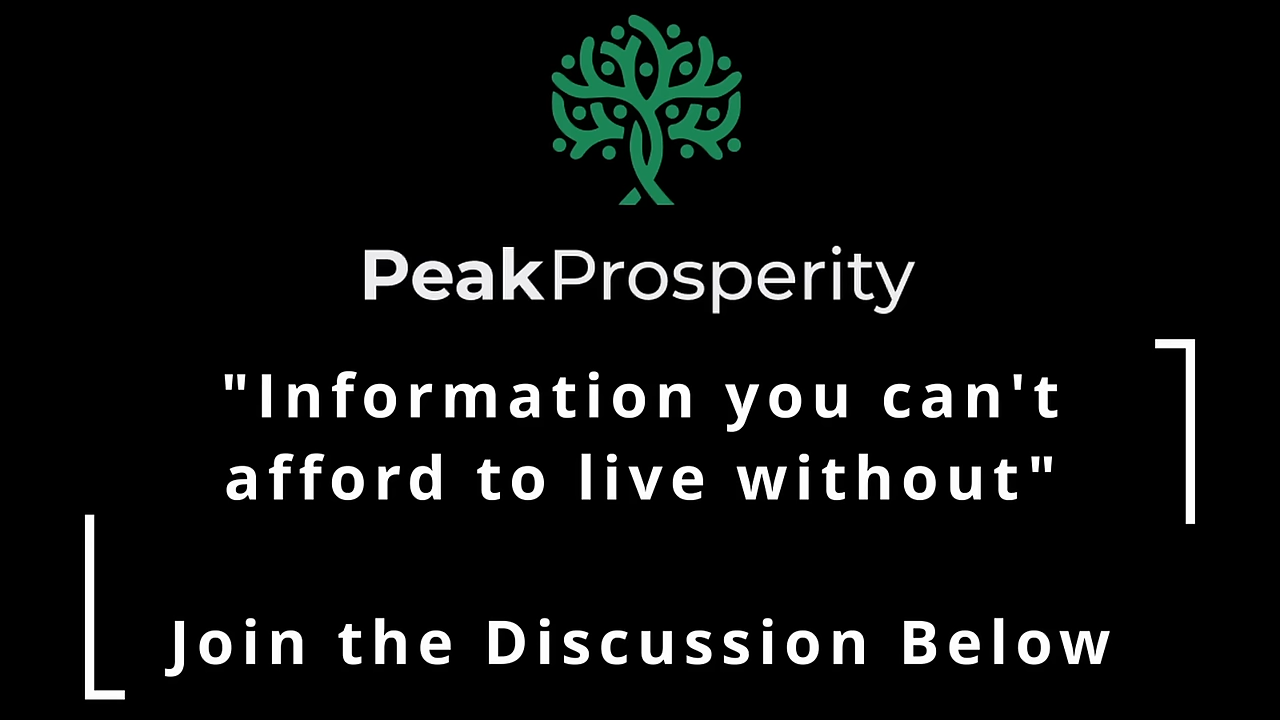 PeakProsperity
"Information you can't
afford to live without"
Join the Discussion Below